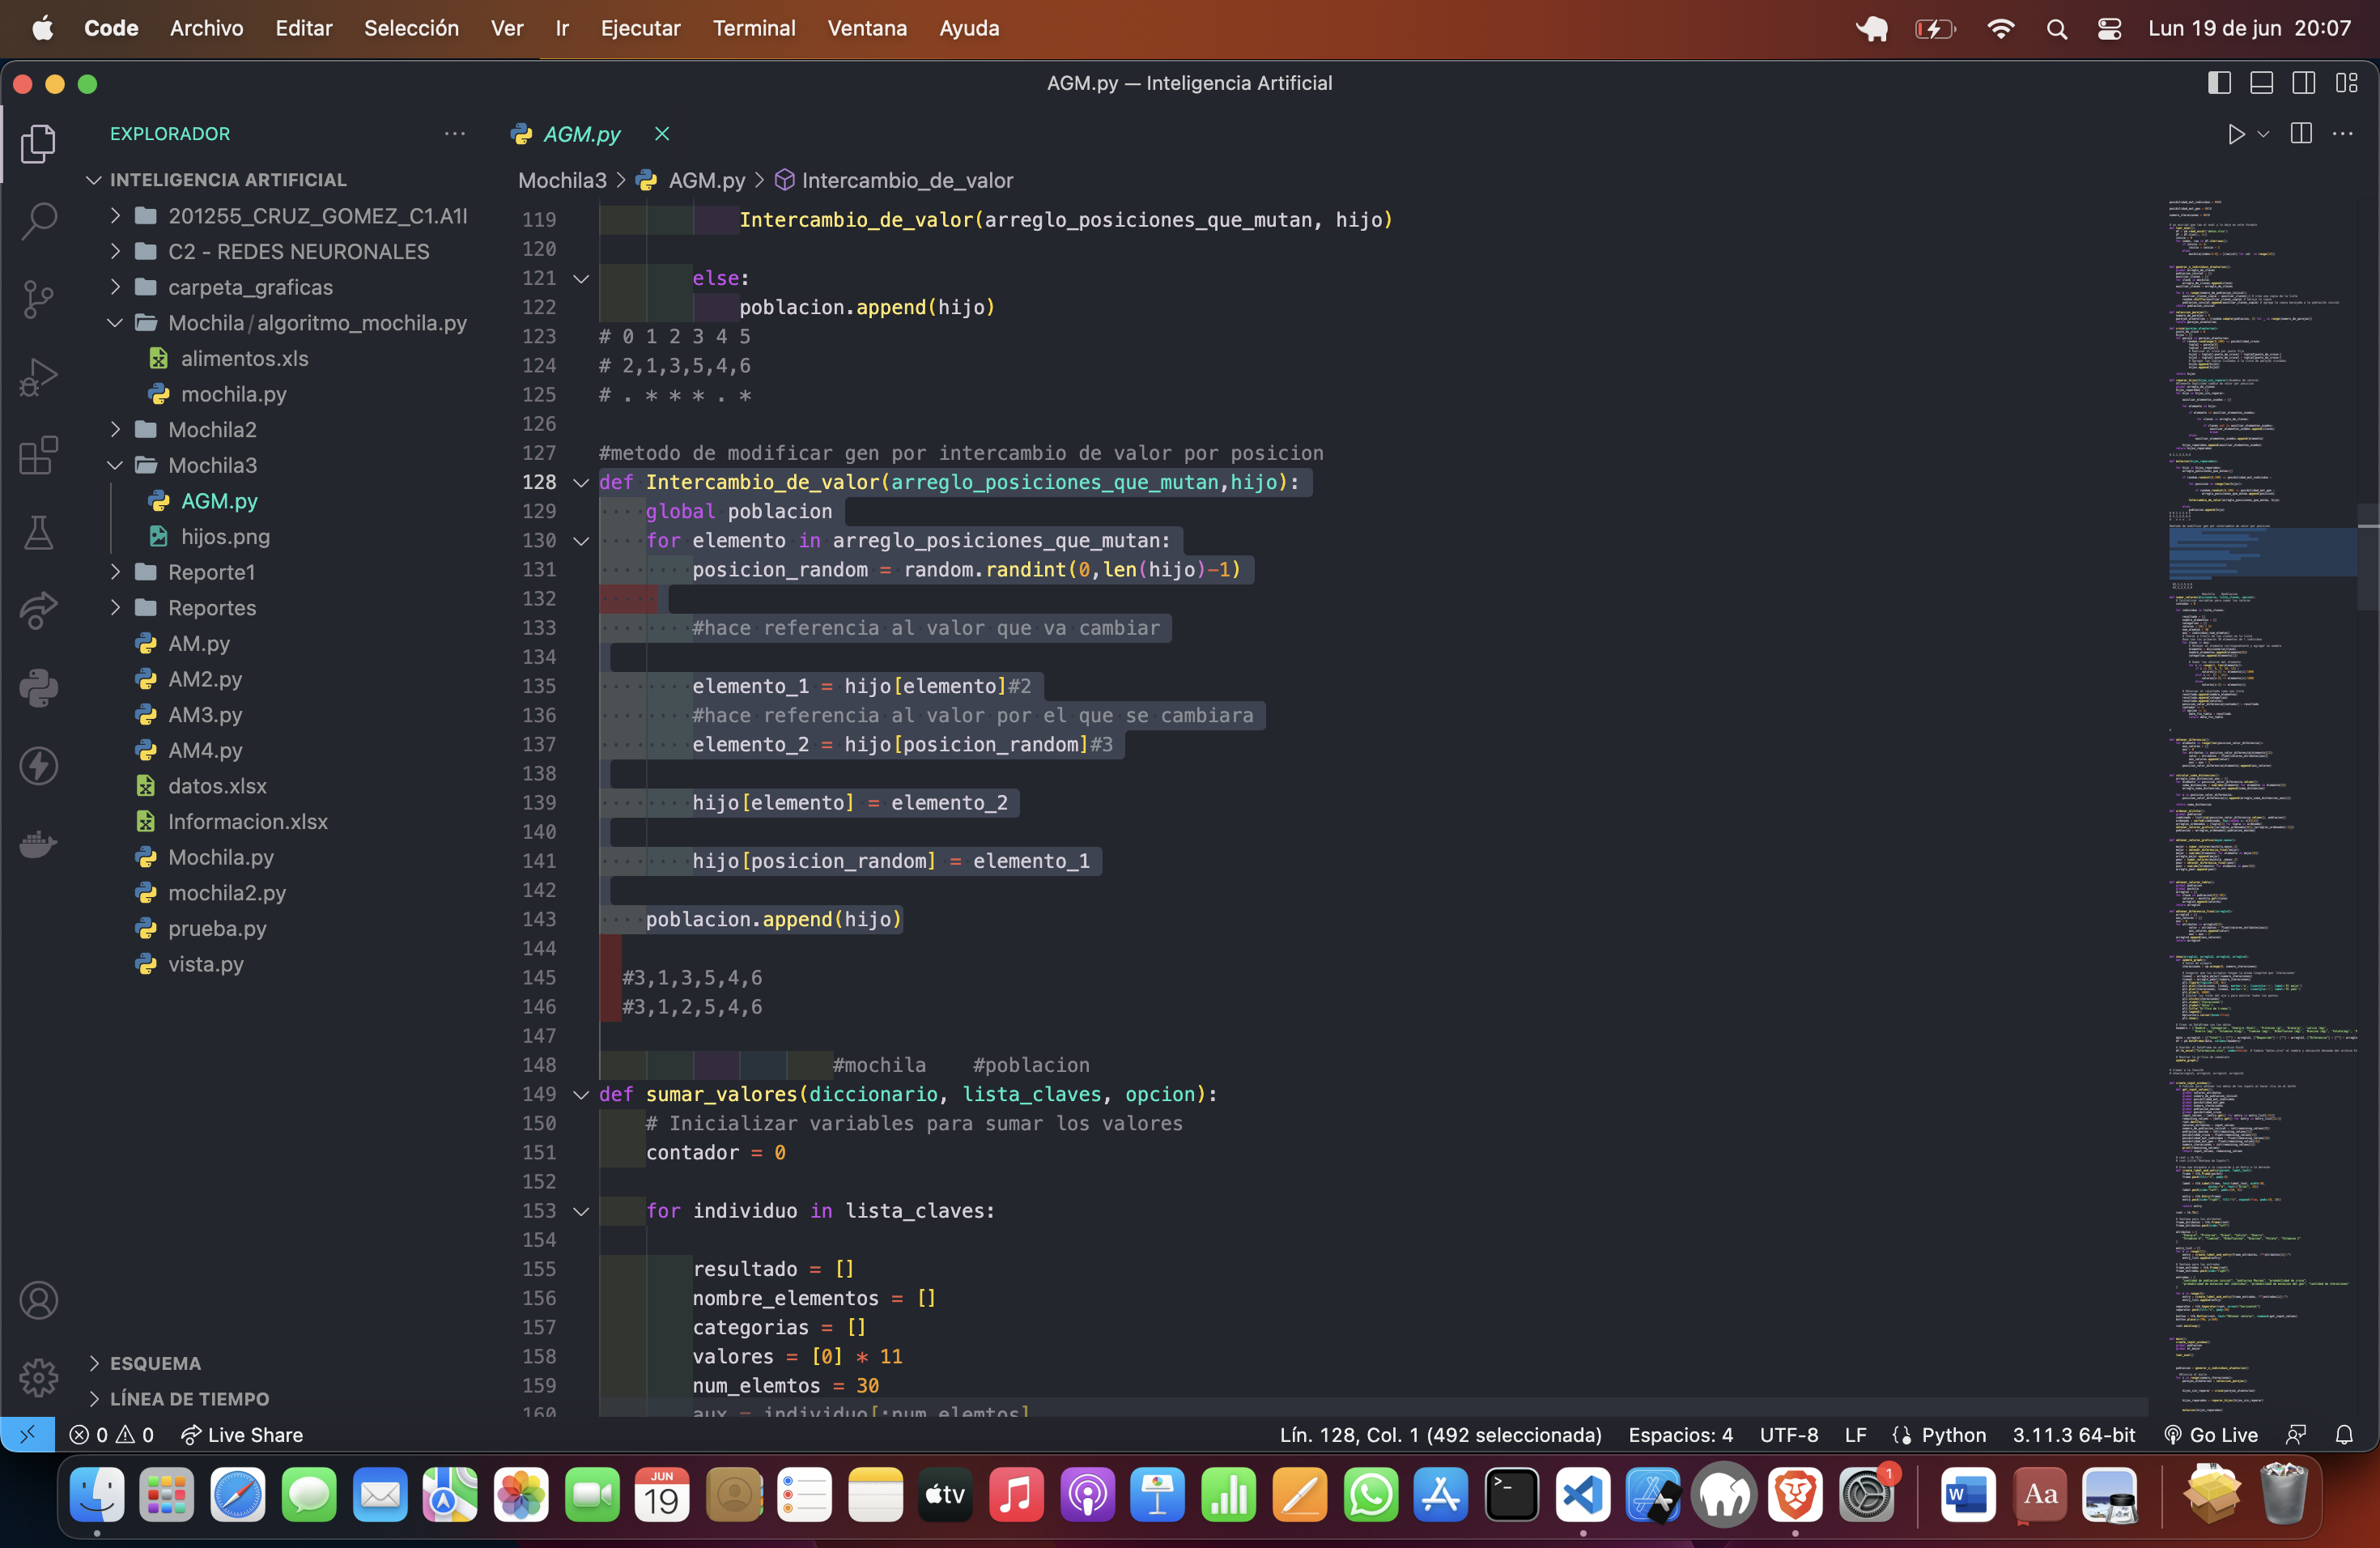 Code Archivo Editar Selección Ver Ir Ejecutar Terminal Ventana Ayuda Lun 19 de jun 20:07
AGM.py — Inteligencia Artificial
EXPLORADOR
INTELIGENCIA ARTIFICIAL
201255_CRUZ_GOMEZ_C1.A1I
C2 - REDES NEURONALES
carpeta_graficas
Mochila/algoritmo_mochila.py
alimentos.xls
mochila.py
Mochila2
Mochila3
AGM.py
hijos.png
Reporte1
Reportes
AM.py
AM2.py
AM3.py
AM4.py
datos.xlsx
Informacion.xlsx
Mochila.py
mochila2.py
prueba.py
vista.py
ESQUEMA
LÍNEA DE TIEMPO
AGM.py
Mochila3 > AGM.py > Intercambio_de_valor
119 Intercambio_de_valor(arreglo_posiciones_que_mutan, hijo)
120
121 else:
122 poblacion.append(hijo)
123 # 0 1 2 3 4 5
124 # 2,1,3,5,4,6
125 # . * * * . *
126
127 #metodo de modificar gen por intercambio de valor por posicion
128 def Intercambio_de_valor(arreglo_posiciones_que_mutan,hijo):
129 global poblacion
130 for elemento in arreglo_posiciones_que_mutan:
131 posicion_random = random.randint(0,len(hijo)-1)
132
133 #hace referencia al valor que va cambiar
134
135 elemento_1 = hijo[elemento]#2
136 #hace referencia al valor por el que se cambiara
137 elemento_2 = hijo[posicion_random]#3
138
139 hijo[elemento] = elemento_2
140
141 hijo[posicion_random] = elemento_1
142
143 poblacion.append(hijo)
144
145 #3,1,3,5,4,6
146 #3,1,2,5,4,6
147
148 #mochila #poblacion
149 def sumar_valores(diccionario, lista_claves, opcion):
150 # Inicializar variables para sumar los valores
151 contador = 0
152
153 for individuo in lista_claves:
154
155 resultado = []
156 nombre_elementos = []
157 categorias = []
158 valores = [0] * 11
159 num_elemtos = 30
160 aux = individuo[:num_elemtos]
0 0 Live Share Lín. 128, Col. 1 (492 seleccionada) Espacios: 4 UTF-8 LF Python 3.11.3 64-bit Go Live
JUN
19
tv
1
W
Aa